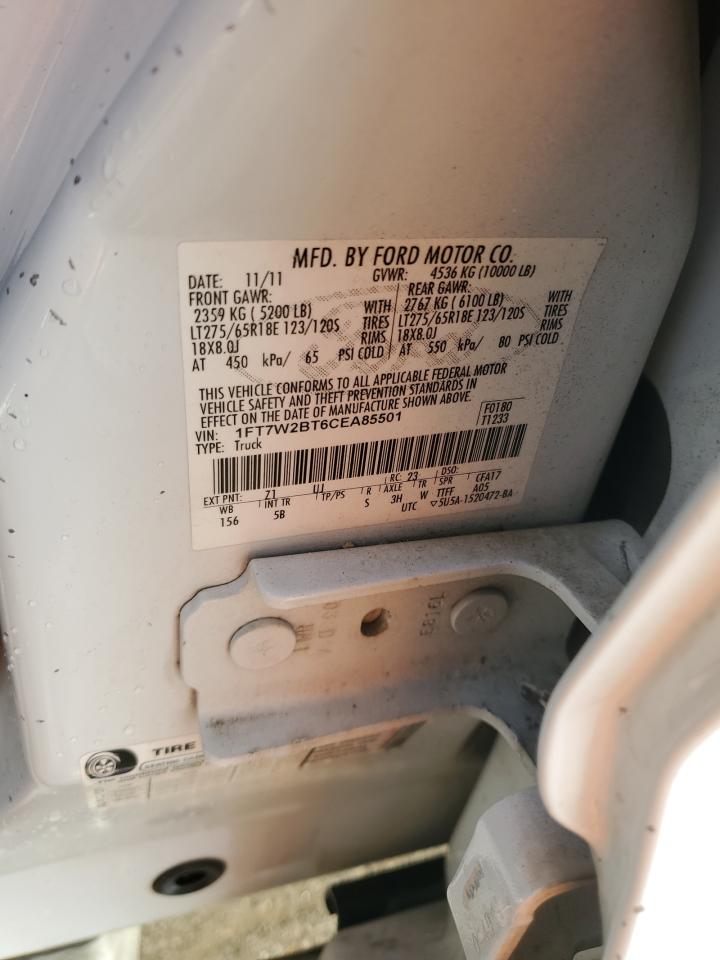 MFD. BY FORD MOTOR CO.
DATE: 11/11 GVWR: 4536 KG (10000 LB)
FRONT GAWR: REAR GAWR:
2359 KG ( 5200 LB) WITH 2767 KG ( 6100 LB) WITH
LT275/65R18E 123/120S TIRES LT275/65R18E 123/120S TIRES
18X8.0J RIMS 18X8.0J RIMS
AT 450 kPa/ 65 PSI COLD AT 550 kPa/ 80 PSI COLD
THIS VEHICLE CONFORMS TO ALL APPLICABLE FEDERAL MOTOR
VEHICLE SAFETY AND THEFT PREVENTION STANDARDS IN
EFFECT ON THE DATE OF MANUFACTURE SHOWN ABOVE.
VIN: 1FT7W2BT6CEA85501 F0180
TYPE: Truck T1233
EXT PNT: Z1 UJ RC: 23 DSO:
WB INT TR TP/PS R AXLE TR SPR CFA17
156 5B S 3H W TTFF A05
UTC ▽5U5A-1520472-BA
TIRE